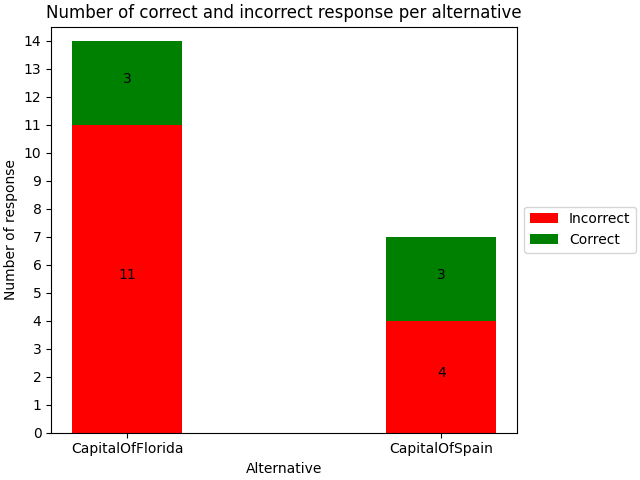 Number of correct and incorrect response per alternative
Number of response
14
13
12
11
10
9
8
7
6
5
4
3
2
1
0
3
11
3
4
CapitalOfFlorida
CapitalOfSpain
Alternative
Incorrect
Correct